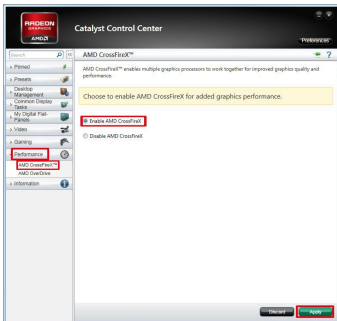 RADEON
GRAPHICS
AMD
Catalyst Control Center
Preferences
Search
AMD CrossFireX™
Pinned
Presets
Desktop
Management
Common Display
Tasks
My Digital Flat-
Panels
Video
Gaming
Performance
AMD CrossFireX™
AMD OverDrive
Information
AMD CrossFireX™ enables multiple graphics processors to work together for improved graphics quality and
performance.
Choose to enable AMD CrossFireX for added graphics performance.
Enable AMD CrossFireX
Disable AMD CrossFireX
Discard
Apply